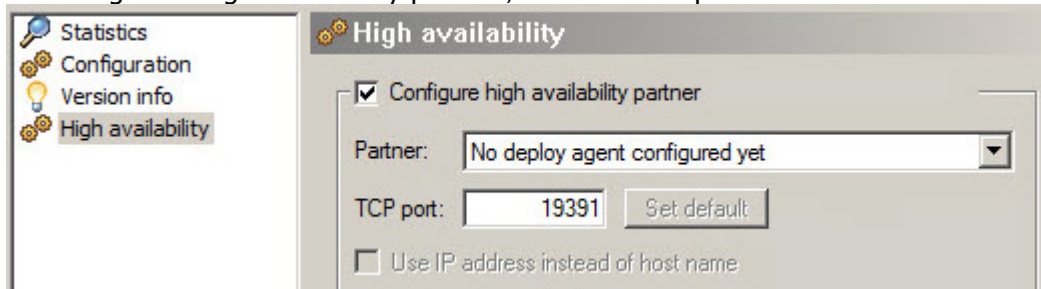 Statistics
Configuration
Version info
High availability
High availability
Configure high availability partner
Partner: No deploy agent configured yet
TCP port: 19391 Set default
Use IP address instead of host name